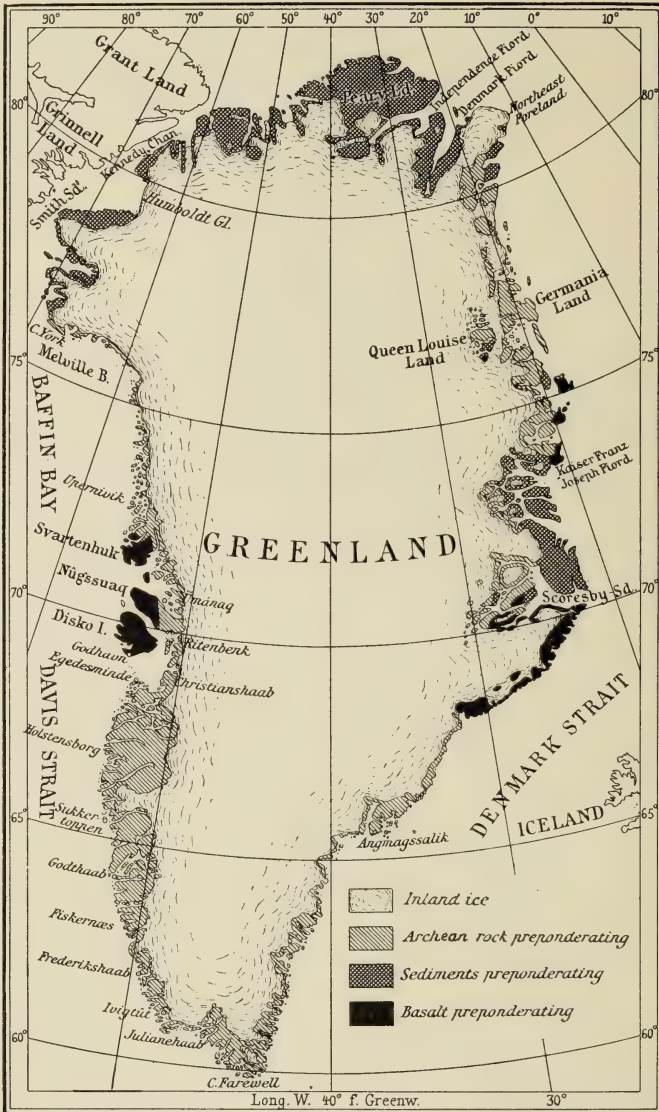 90° 80° 70° 60° 50° 40° 30° 20° 10° 0° 10°
Grant Land
Grinnell
Land
Kennedy Chan.
Smith Sd.
Humboldt Gl.
Peary Ld.
Independence Fiord
Denmark Fiord
Northeast
Foreland
80°
80°
C. York
Melville B.
Queen Louise
Land
Germania
Land
75°
75°
BAFFIN BAY
Upernivik
Svartenhuk
Nûgssuaq
Umánaq
Disko I.
Ritenbenk
Godhavn
Egedesminde
Christianshaab
GREENLAND
Kaiser Franz
Joseph Fiord
Scoresby Sd.
70°
70°
DAVIS STRAIT
Holstensborg
DENMARK STRAIT
ICELAND
65°
65°
Sukker-
toppen
Angmagssalik
Godthaab
Fiskernæs
Frederikshaab
Ivigtüt
Julianehaab
C. Farewell
60°
60°
Inland ice
Archean rock preponderating
Sediments preponderating
Basalt preponderating
Long. W. 40° f. Greenw. 30°